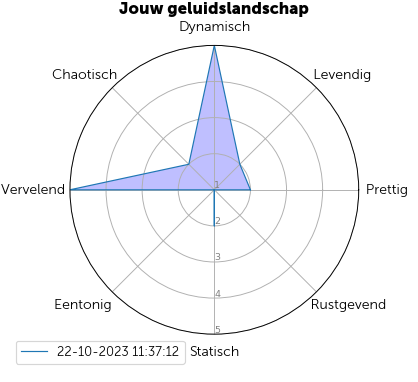 Jouw geluidslandschap
Dynamisch
Chaotisch
Levendig
Vervelend
1
Prettig
2
3
4
Eentonig
Rustgevend
5
22-10-2023 11:37:12
Statisch